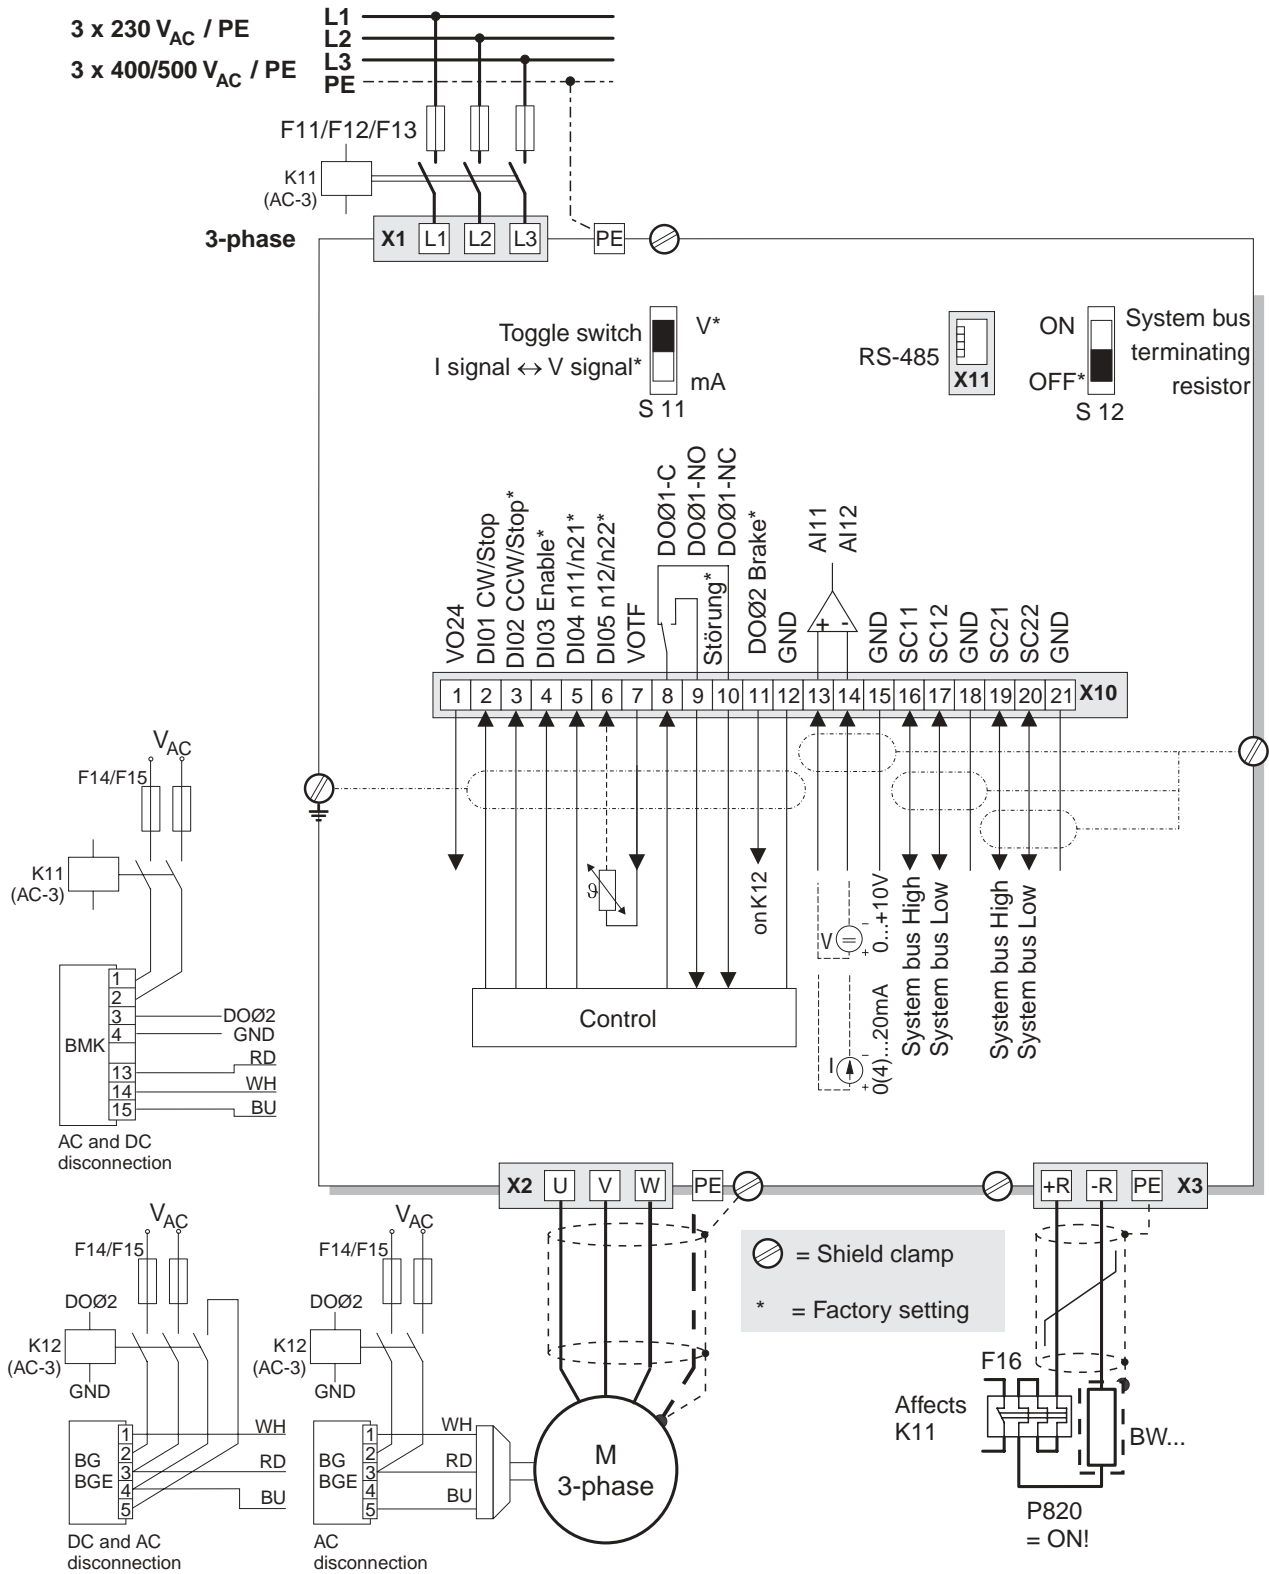 3 x 230 VAC / PE
3 x 400/500 VAC / PE
L1
L2
L3
PE
F11/F12/F13
K11
(AC-3)
3-phase
X1 L1 L2 L3
PE
Toggle switch
I signal ↔ V signal*
V*
mA
S 11
RS-485
X11
ON
OFF*
S 12
System bus
terminating
resistor
VO24
DI01 CW/Stop
DI02 CCW/Stop*
DI03 Enable*
DI04 n11/n21*
DI05 n12/n22*
VOTF
DOØ1-C
DOØ1-NO
Störung*
DOØ1-NC
DOØ2 Brake*
GND
AI11
AI12
GND
SC11
SC12
GND
SC21
SC22
GND
+ -
1 2 3 4 5 6 7 8 9 10 11 12 13 14 15 16 17 18 19 20 21 X10
ϑ
onK12
V
-
+
0...+10V
I
-
+
0(4)...20mA
System bus High
System bus Low
System bus High
System bus Low
Control
VAC
F14/F15
K11
(AC-3)
BMK
1
2
3
4
13
14
15
DOØ2
GND
RD
WH
BU
AC and DC
disconnection
X2 U V W
PE
+R -R PE X3
= Shield clamp
* = Factory setting
VAC
F14/F15
DOØ2
K12
(AC-3)
GND
BG
BGE
1
2
3
4
5
WH
RD
BU
DC and AC
disconnection
VAC
F14/F15
DOØ2
K12
(AC-3)
GND
BG
BGE
1
2
3
4
5
WH
RD
BU
AC
disconnection
M
3-phase
F16
Affects
K11
BW...
P820
= ON!